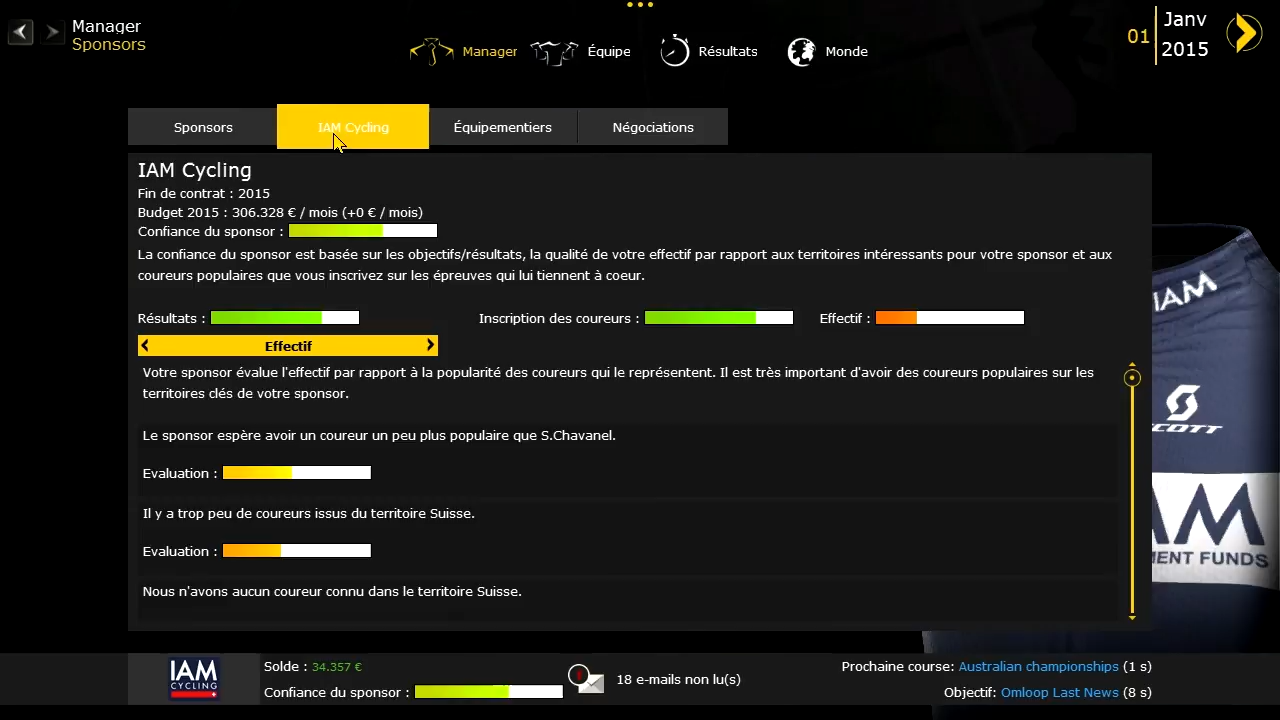 Manager
Sponsors
Manager
Équipe
Résultats
Monde
01
Janv
2015
Sponsors
IAM Cycling
Équipementiers
Négociations
IAM Cycling
Fin de contrat : 2015
Budget 2015 : 306.328 € / mois (+0 € / mois)
Confiance du sponsor :
La confiance du sponsor est basée sur les objectifs/résultats, la qualité de votre effectif par rapport aux territoires intéressants pour votre sponsor et aux
coureurs populaires que vous inscrivez sur les épreuves qui lui tiennent à coeur.
Résultats :
Inscription des coureurs :
Effectif :
Effectif
Votre sponsor évalue l'effectif par rapport à la popularité des coureurs qui le représentent. Il est très important d'avoir des coureurs populaires sur les
territoires clés de votre sponsor.
Le sponsor espère avoir un coureur un peu plus populaire que S.Chavanel.
Evaluation :
Il y a trop peu de coureurs issus du territoire Suisse.
Evaluation :
Nous n'avons aucun coureur connu dans le territoire Suisse.
IAM
SCOTT
AM
MENT FUNDS
IAM
CYCLING
Solde : 34.357 €
Confiance du sponsor :
18 e-mails non lu(s)
Prochaine course: Australian championships (1 s)
Objectif: Omloop Last News (8 s)